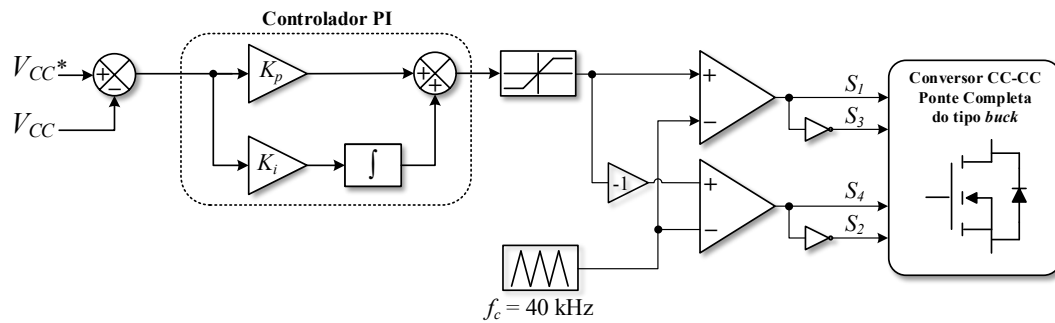 Controlador PI
V_CC*
V_CC
K_p
K_i
∫
-1
f_c = 40 kHz
S_1
S_3
S_4
S_2
Conversor CC-CC
Ponte Completa
do tipo buck